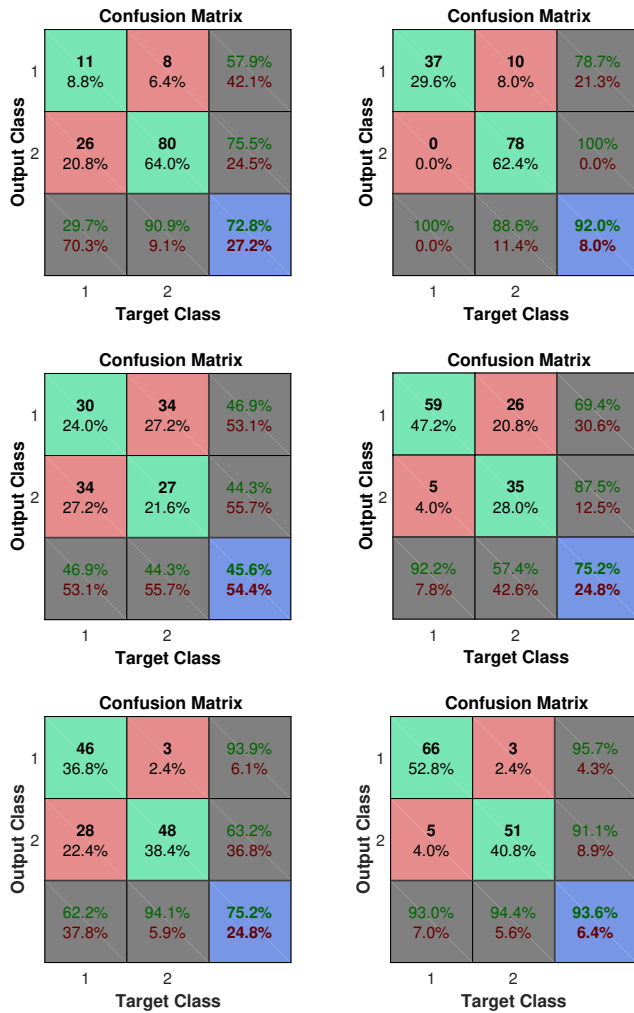 Confusion Matrix
Output Class
1
11 8 57.9%
8.8% 6.4% 42.1%
2
26 80 75.5%
20.8% 64.0% 24.5%
29.7% 90.9% 72.8%
70.3% 9.1% 27.2%
1 2
Target Class
Confusion Matrix
Output Class
1
37 10 78.7%
29.6% 8.0% 21.3%
2
0 78 100%
0.0% 62.4% 0.0%
100% 88.6% 92.0%
0.0% 11.4% 8.0%
1 2
Target Class
Confusion Matrix
Output Class
1
30 34 46.9%
24.0% 27.2% 53.1%
2
34 27 44.3%
27.2% 21.6% 55.7%
46.9% 44.3% 45.6%
53.1% 55.7% 54.4%
1 2
Target Class
Confusion Matrix
Output Class
1
59 26 69.4%
47.2% 20.8% 30.6%
2
5 35 87.5%
4.0% 28.0% 12.5%
92.2% 57.4% 75.2%
7.8% 42.6% 24.8%
1 2
Target Class
Confusion Matrix
Output Class
1
46 3 93.9%
36.8% 2.4% 6.1%
2
28 48 63.2%
22.4% 38.4% 36.8%
62.2% 94.1% 75.2%
37.8% 5.9% 24.8%
1 2
Target Class
Confusion Matrix
Output Class
1
66 3 95.7%
52.8% 2.4% 4.3%
2
5 51 91.1%
4.0% 40.8% 8.9%
93.0% 94.4% 93.6%
7.0% 5.6% 6.4%
1 2
Target Class